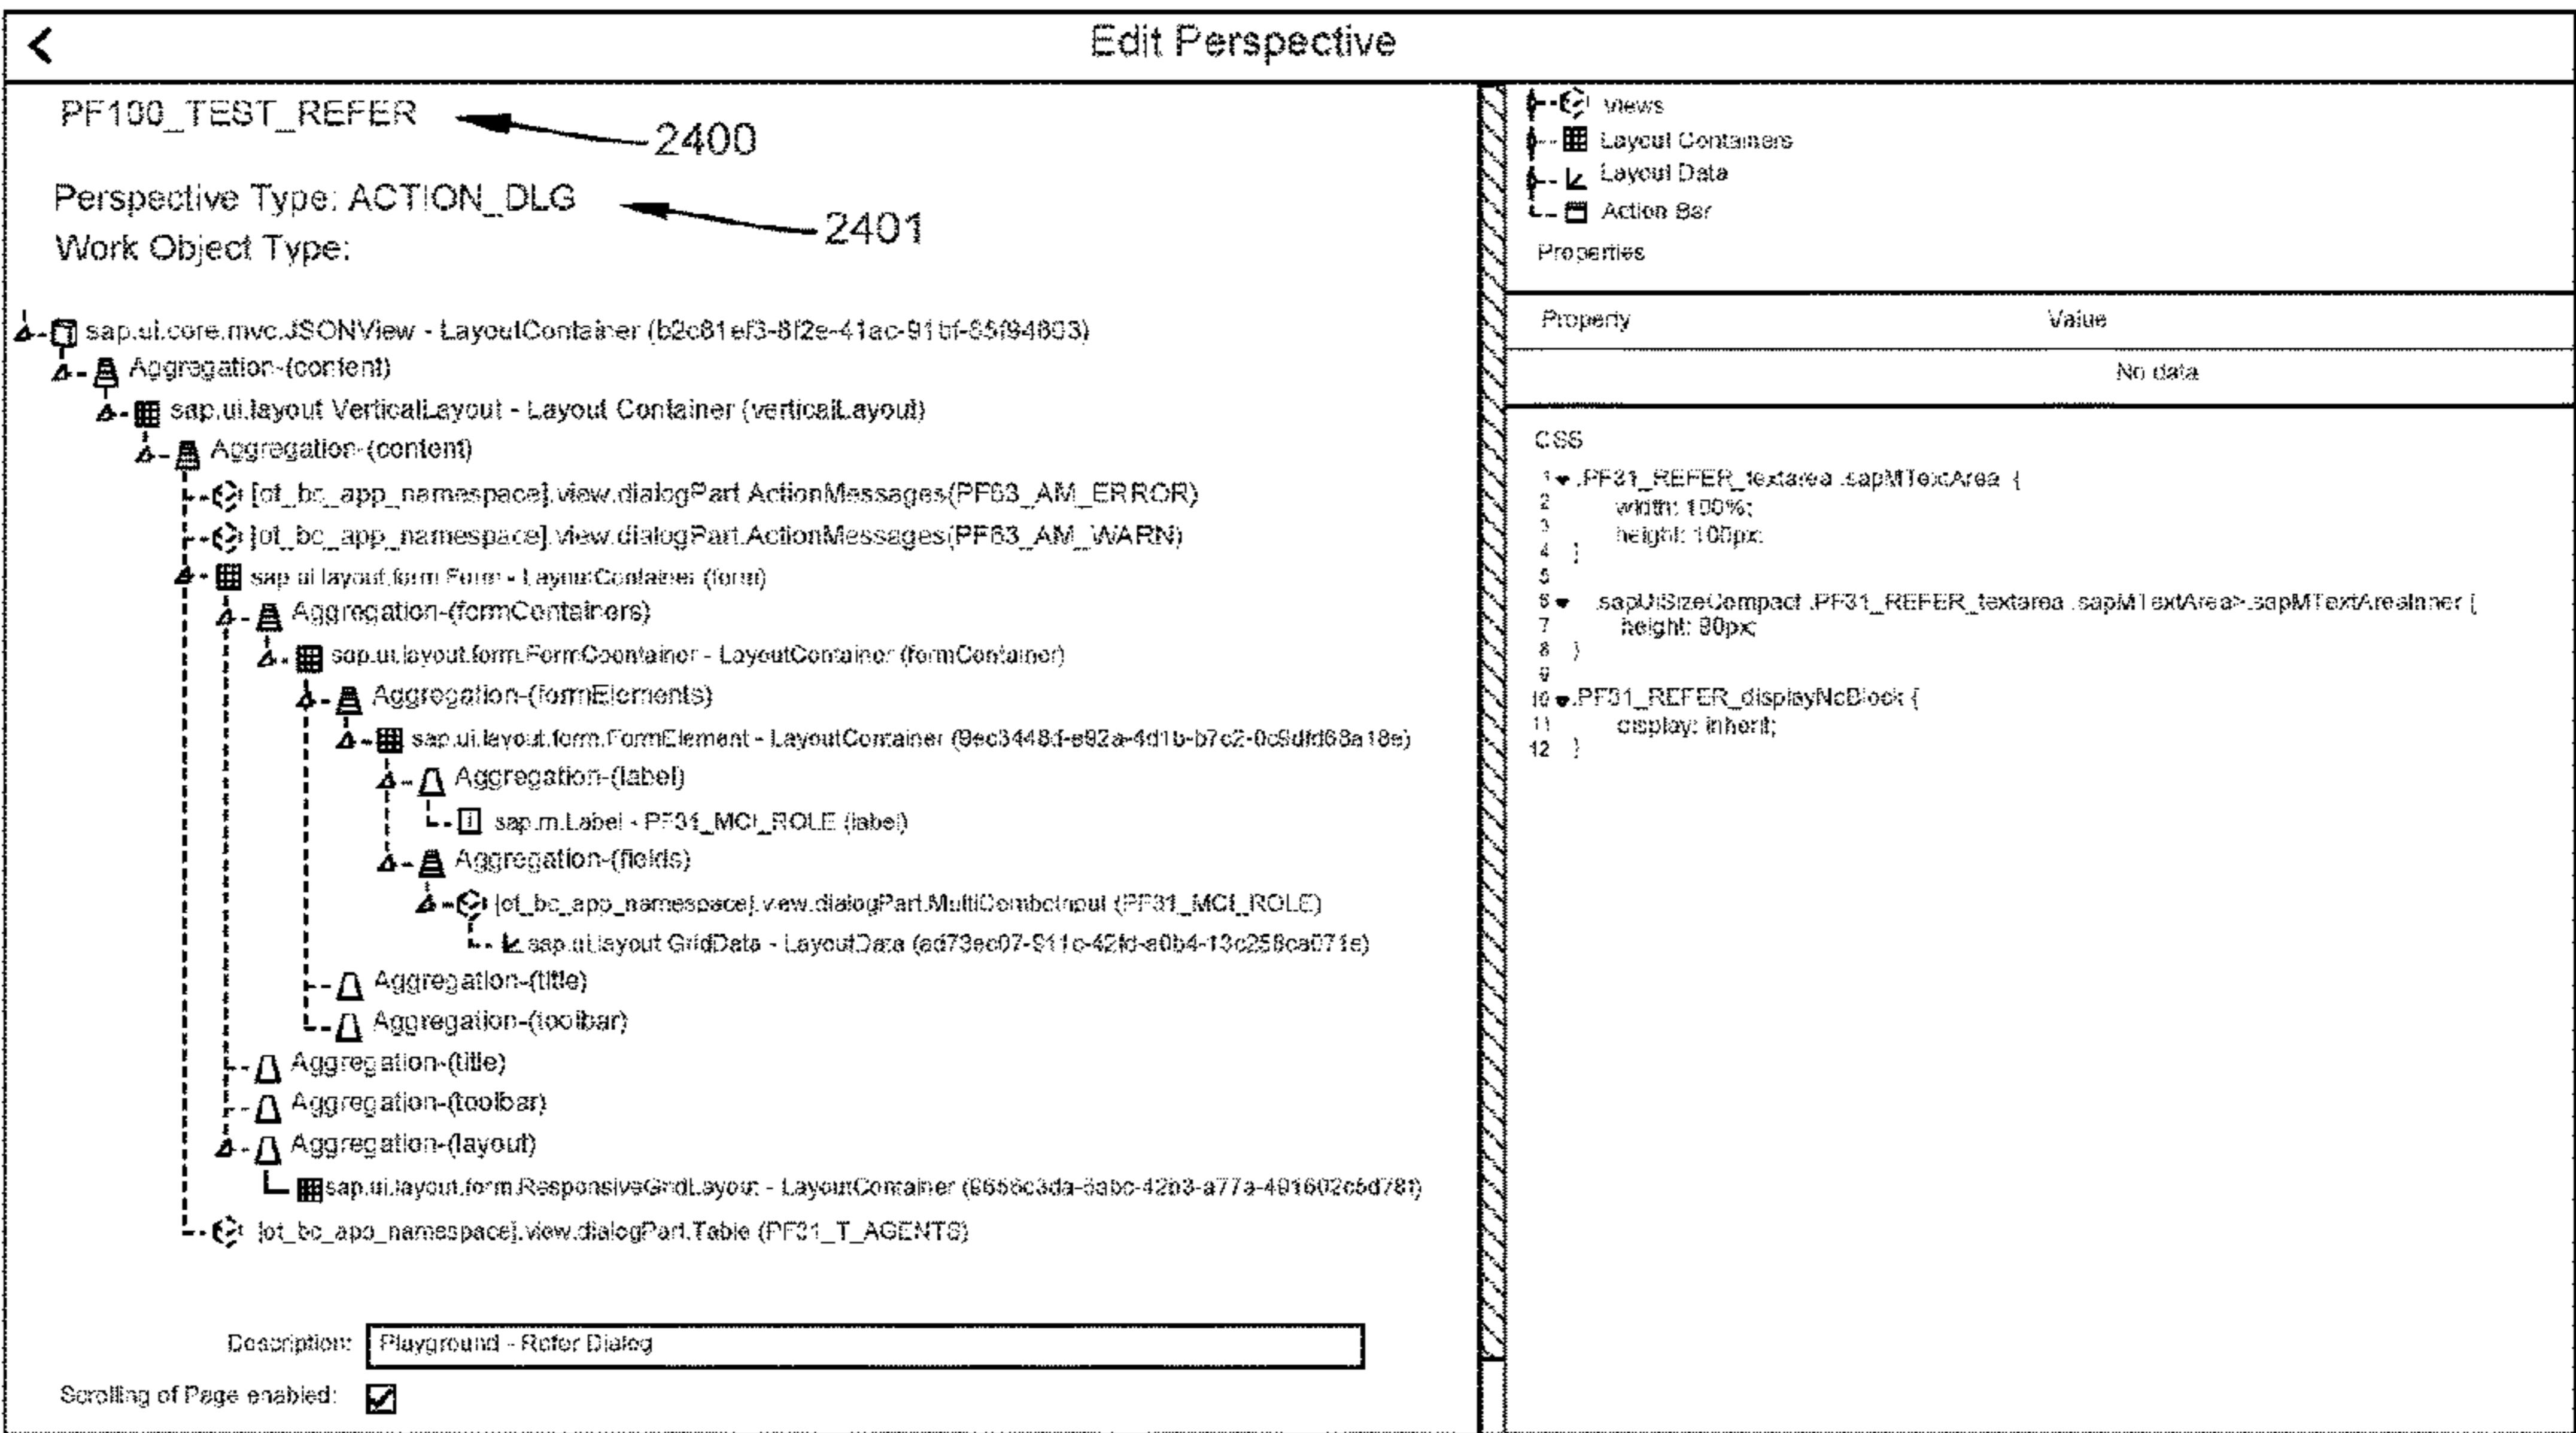 Edit Perspective
PF100_TEST_REFER
2400
Perspective Type: ACTION_DLG
2401
Work Object Type:
sap.ui.core.mvc.JSONView - LayoutContainer
Aggregation-(content)
sap.ui.layout VerticalLayout - Layout Container (verticalLayout)
Aggregation-(content)
[ot_bc_app_namespace].view.dialogPart ActionMessages(PF63_AM_ERROR)
[ot_bc_app_namespace].view.dialogPart.ActionMessages(PF63_AM_WARN)
sap.ui.layout.form.Form - LayoutContainer (form)
Aggregation-(formContainers)
sap.ui.layout.form.FormCoontainer - LayoutContainer (formContainer)
Aggregation-(formElements)
sap.ui.layout.form.FormElement - LayoutContainer
Aggregation-(label)
sap.m.Label - PF31_MCI_ROLE (label)
Aggregation-(fields)
[ot_bc_app_namespace].view.dialogPart.MultiComboInput (PF31_MCI_ROLE)
sap.ui.layout GridData - LayoutData
Aggregation-(title)
Aggregation-(toolbar)
Aggregation-(title)
Aggregation-(toolbar)
Aggregation-(layout)
sap.ui.layout.form.ResponsiveGridLayout - LayoutContainer
[ot_bc_app_namespace].view.dialogPart.Table (PF31_T_AGENTS)
Description: Playground - Refer Dialog
Scrolling of Page enabled:
Views
Layout Containers
Layout Data
Action Bar
Properties
Property Value
No data
CSS
1 .PF31_REFER_textarea .sapMTextArea {
2 width: 100%;
3 height: 100px;
4 }
5
6 .sapUiSizeCompact .PF31_REFER_textarea .sapMTextArea>.sapMTextAreaInner {
7 height: 90px;
8 }
9
10 .PF31_REFER_displayNoBlock {
11 display: inherit;
12 }